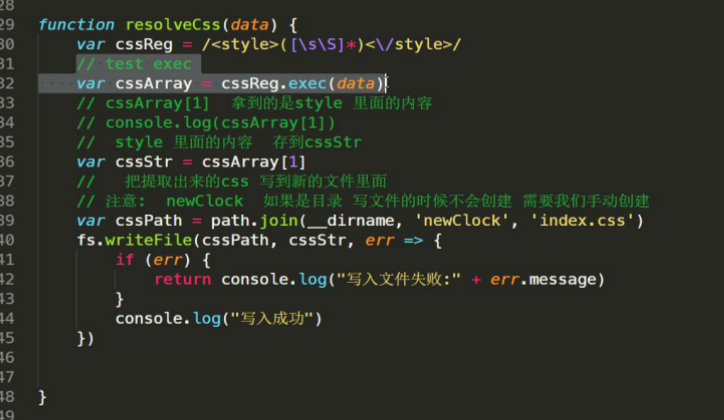 28
29 function resolveCss(data) {
30 var cssReg = /<style>([\s\S]*)<\/style>/
31 // test exec
32 var cssArray = cssReg.exec(data)
33 // cssArray[1] 拿到的是style 里面的内容
34 // console.log(cssArray[1])
35 // style 里面的内容 存到cssStr
36 var cssStr = cssArray[1]
37 // 把提取出来的css 写到新的文件里面
38 // 注意: newClock 如果是目录 写文件的时候不会创建 需要我们手动创建
39 var cssPath = path.join(__dirname, 'newClock', 'index.css')
40 fs.writeFile(cssPath, cssStr, err => {
41 if (err) {
42 return console.log("写入文件失败:" + err.message)
43 }
44 console.log("写入成功")
45 })
46
47
48 }
49